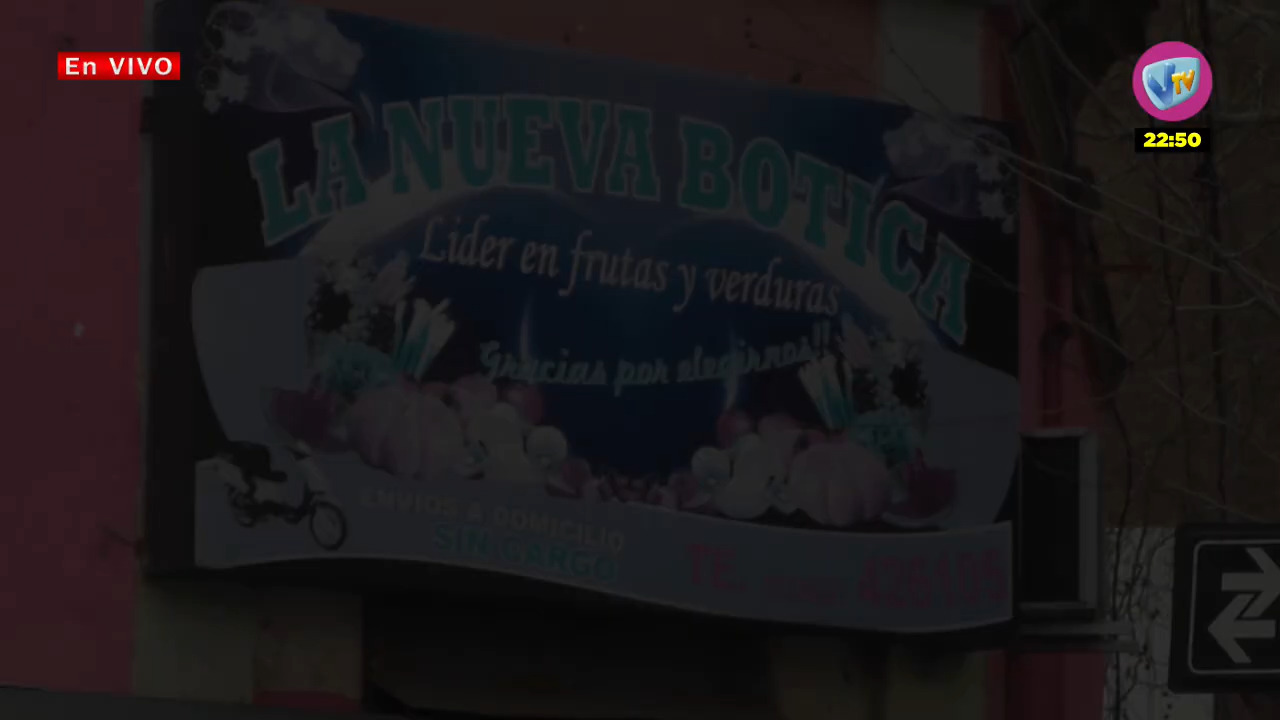 En VIVO
VTV
22:50
LA NUEVA BOTICA
Lider en frutas y verduras
Gracias por elegirnos!!
ENVIOS A DOMICILIO
SIN CARGO
TE.